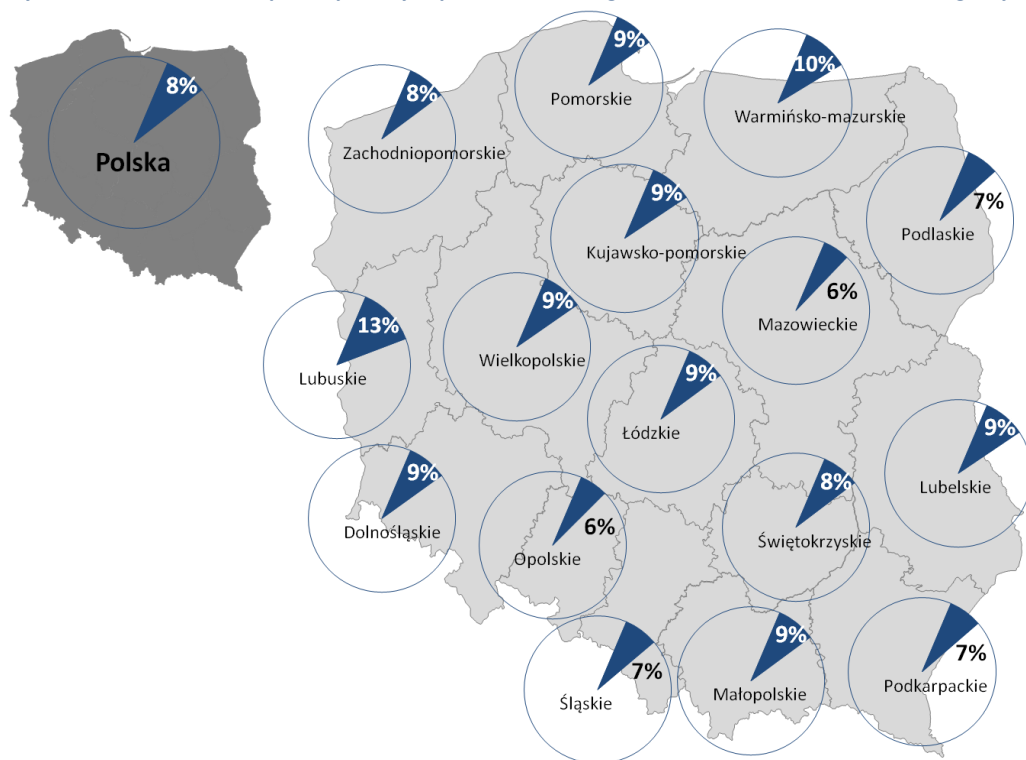 8%
Polska
9%
Pomorskie
10%
Warmińsko-mazurskie
8%
Zachodniopomorskie
9%
Kujawsko-pomorskie
7%
Podlaskie
6%
Mazowieckie
13%
Lubuskie
9%
Wielkopolskie
9%
Łódzkie
9%
Lubelskie
9%
Dolnośląskie
6%
Opolskie
8%
Świętokrzyskie
7%
Śląskie
9%
Małopolskie
7%
Podkarpackie